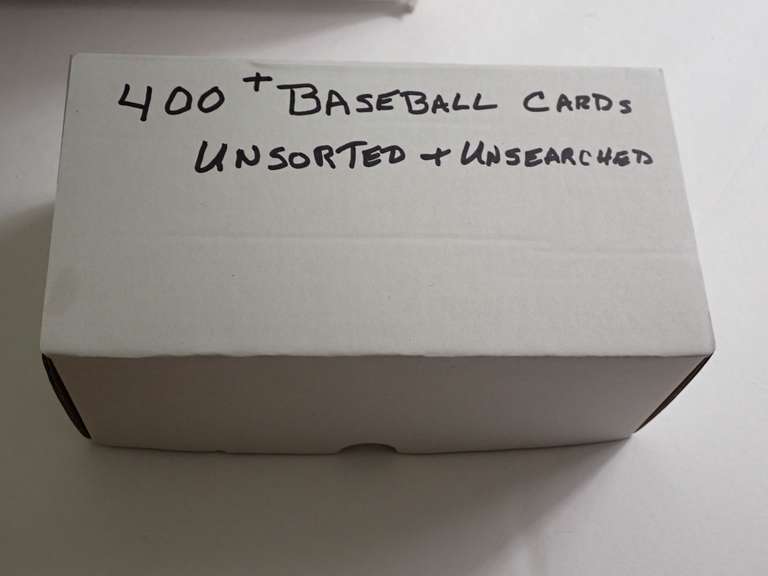 400+ BASEBALL CARDS
UNSORTED + UNSEARCHED